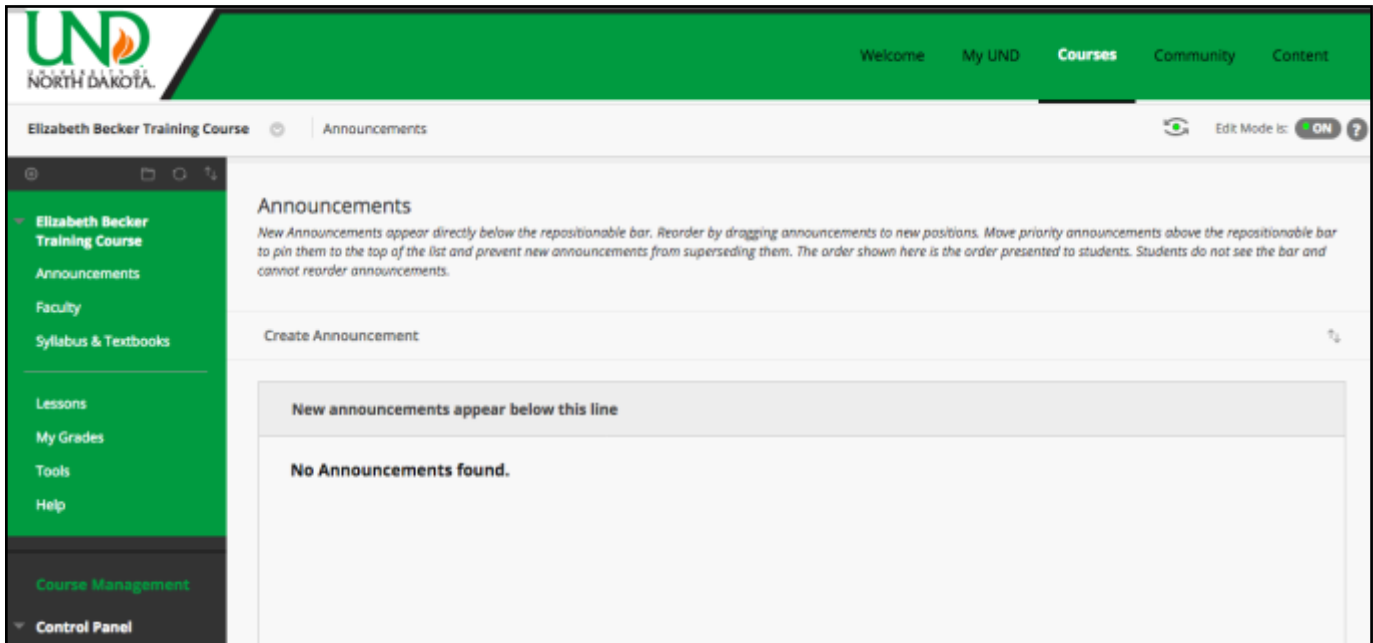 UND
UNIVERSITY OF
NORTH DAKOTA.
Welcome My UND Courses Community Content
Elizabeth Becker Training Course Announcements
Edit Mode is: ON ?
Elizabeth Becker
Training Course
Announcements
Faculty
Syllabus & Textbooks
Lessons
My Grades
Tools
Help
Course Management
Control Panel
Announcements
New Announcements appear directly below the repositionable bar. Reorder by dragging announcements to new positions. Move priority announcements above the repositionable bar
to pin them to the top of the list and prevent new announcements from superseding them. The order shown here is the order presented to students. Students do not see the bar and
cannot reorder announcements.
Create Announcement
New announcements appear below this line
No Announcements found.